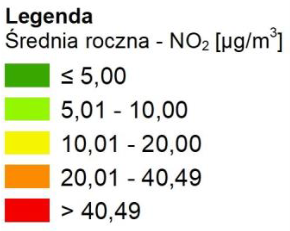 Legenda
Średnia roczna - NO₂ [µg/m³]
≤ 5,00
5,01 - 10,00
10,01 - 20,00
20,01 - 40,49
> 40,49